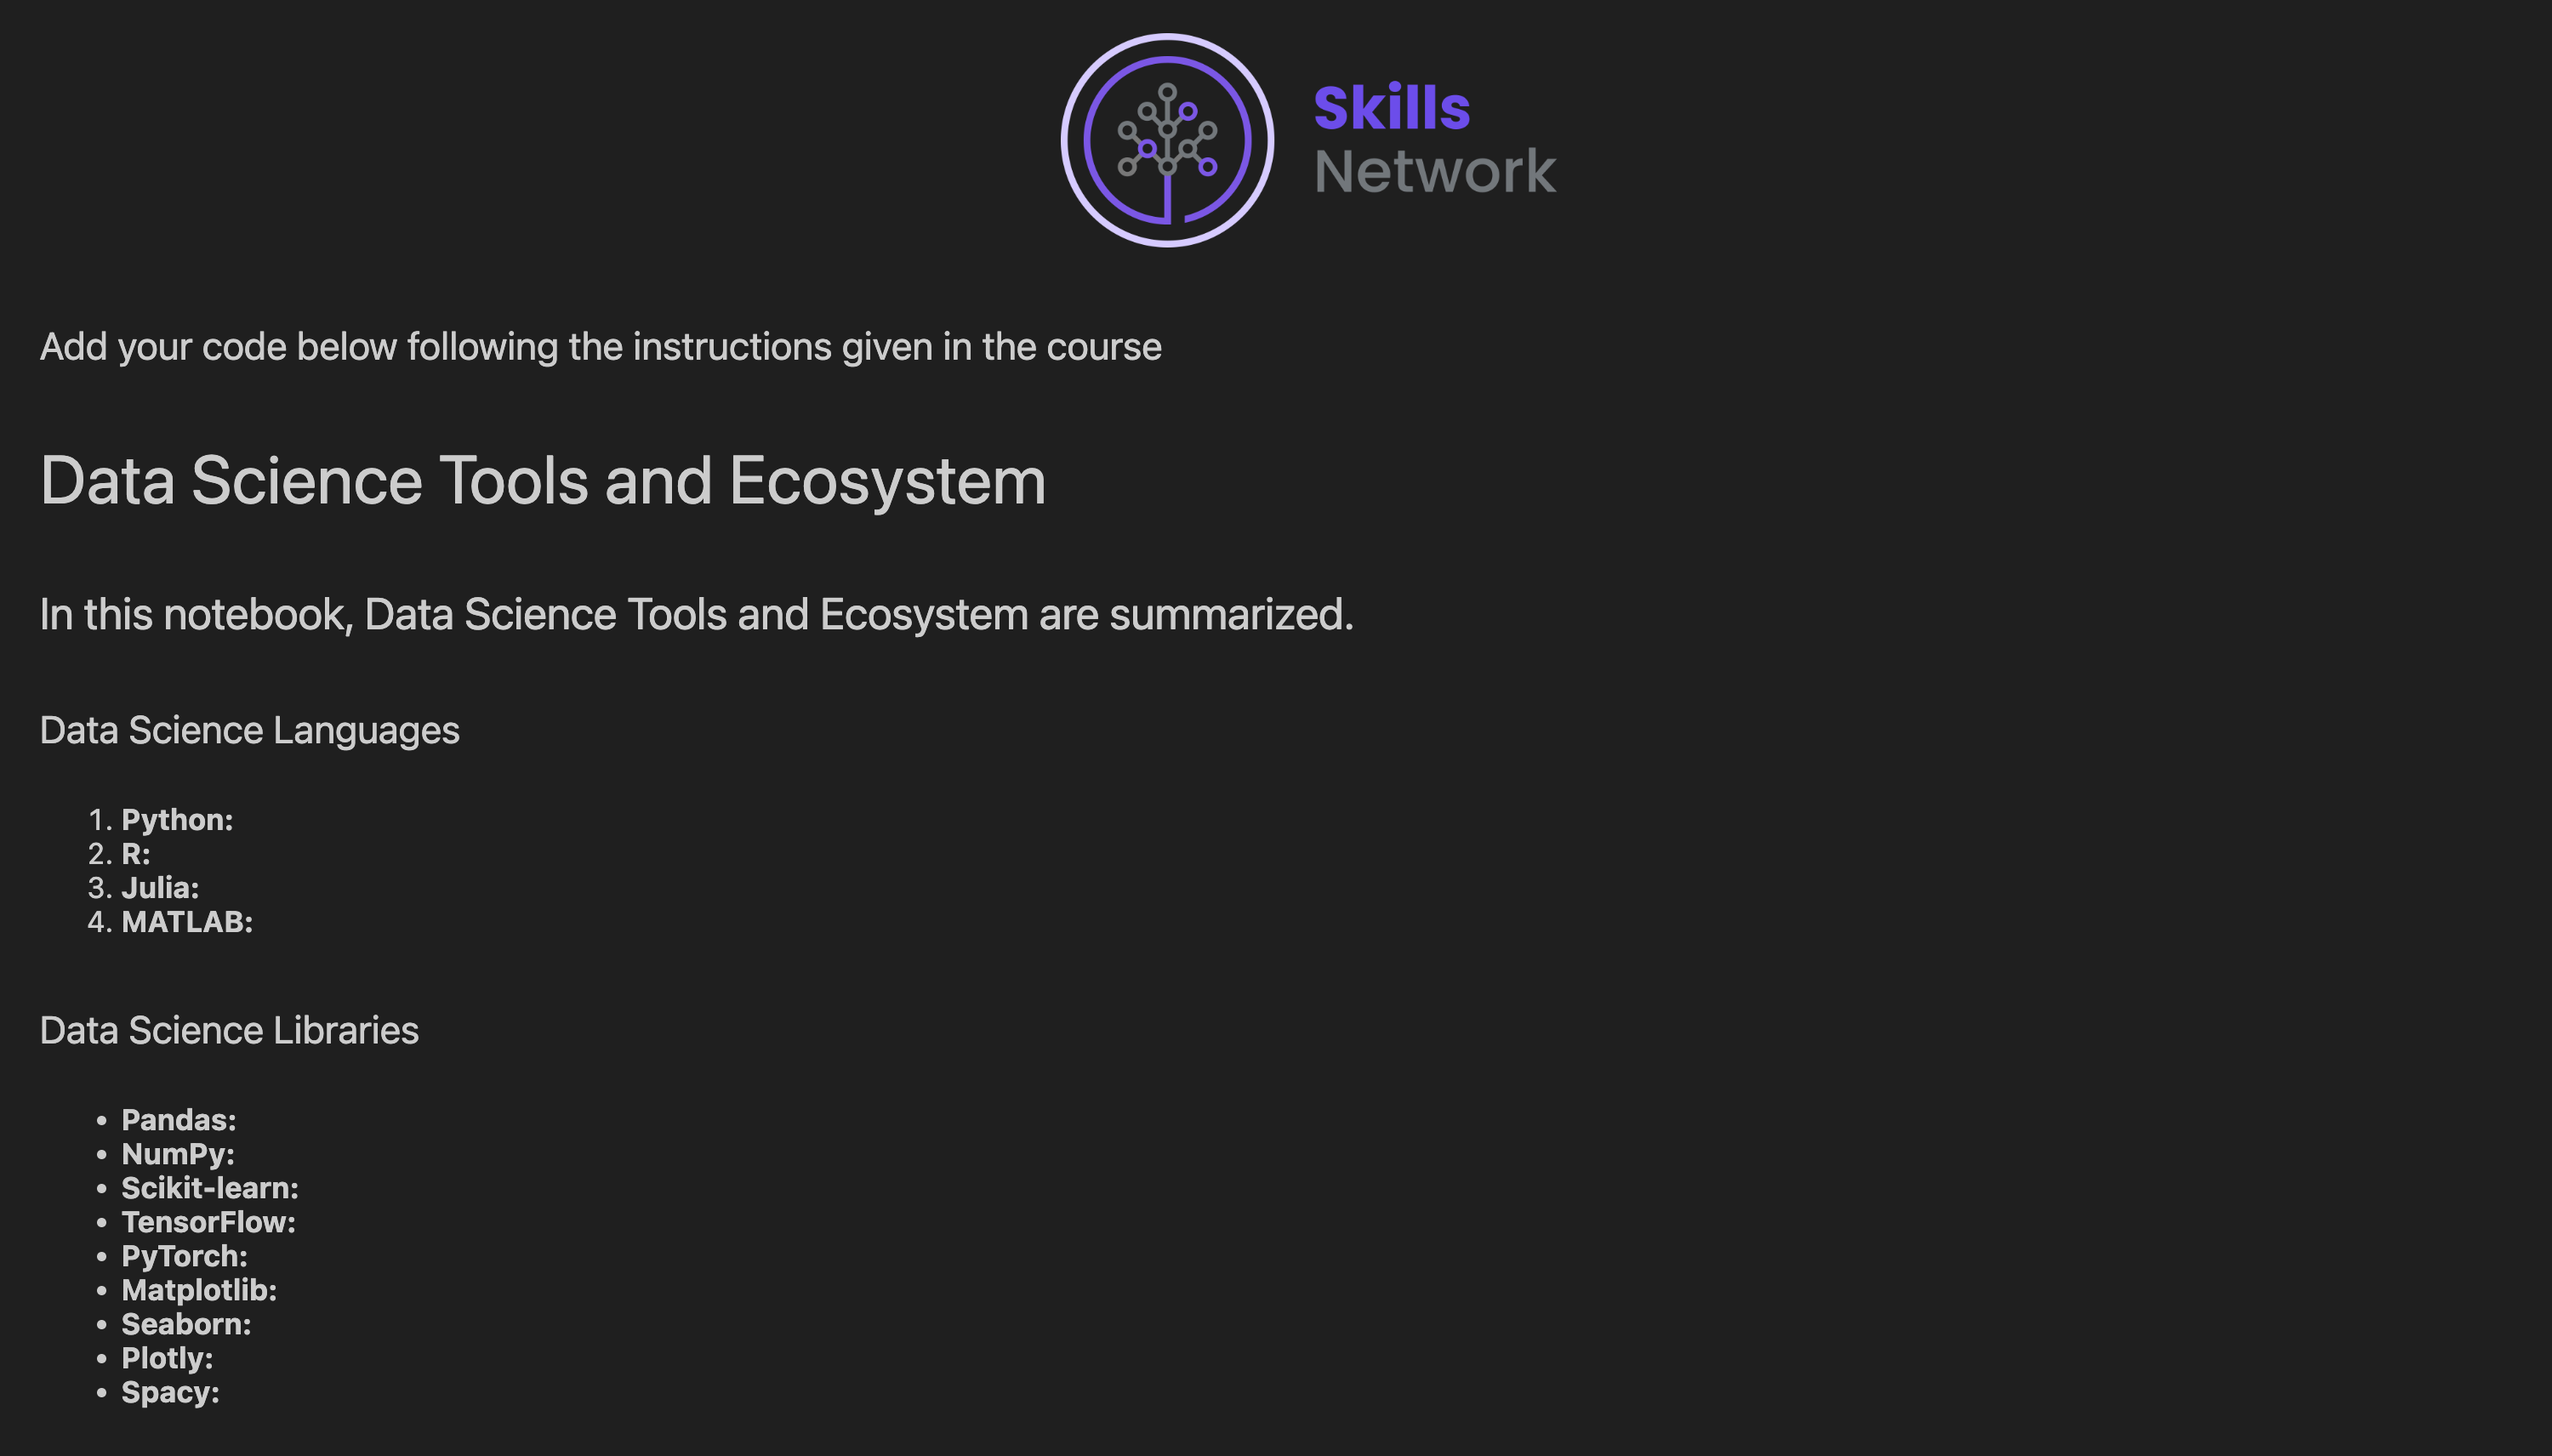 Skills
Network
Add your code below following the instructions given in the course
Data Science Tools and Ecosystem
In this notebook, Data Science Tools and Ecosystem are summarized.
Data Science Languages
1. Python:
2. R:
3. Julia:
4. MATLAB:
Data Science Libraries
• Pandas:
• NumPy:
• Scikit-learn:
• TensorFlow:
• PyTorch:
• Matplotlib:
• Seaborn:
• Plotly:
• Spacy: